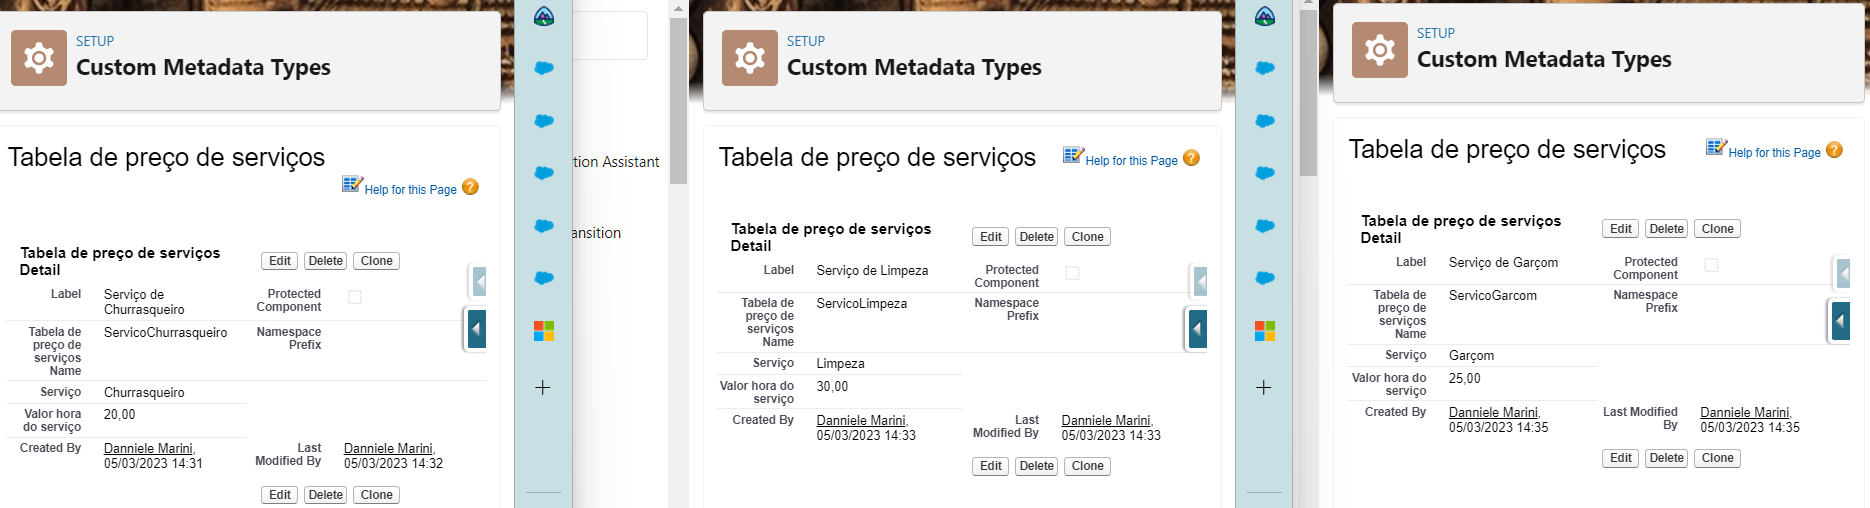 SETUP
Custom Metadata Types
Tabela de preço de serviços
Help for this Page
Tabela de preço de serviços
Detail
Edit Delete Clone
Label Serviço de
Churrasqueiro
Protected
Component
Tabela de
preço de
serviços
Name
ServicoChurrasqueiro
Namespace
Prefix
Serviço Churrasqueiro
Valor hora
do serviço
20,00
Created By Danniele Marini,
05/03/2023 14:31
Last
Modified By
Danniele Marini,
05/03/2023 14:32
Edit Delete Clone
tion Assistant
ansition
SETUP
Custom Metadata Types
Tabela de preço de serviços
Help for this Page
Tabela de preço de serviços
Detail
Edit Delete Clone
Label Serviço de Limpeza
Protected
Component
Tabela de
preço de
serviços
Name
ServicoLimpeza
Namespace
Prefix
Serviço Limpeza
Valor hora do
serviço
30,00
Created By Danniele Marini,
05/03/2023 14:33
Last
Modified By
Danniele Marini,
05/03/2023 14:33
Edit Delete Clone
SETUP
Custom Metadata Types
Tabela de preço de serviços
Help for this Page
Tabela de preço de serviços
Detail
Edit Delete Clone
Label Serviço de Garçom
Protected
Component
Tabela de
preço de
serviços
Name
ServicoGarcom
Namespace
Prefix
Serviço Garçom
Valor hora do
serviço
25,00
Created By Danniele Marini,
05/03/2023 14:35
Last Modified
By
Danniele Marini,
05/03/2023 14:35
Edit Delete Clone